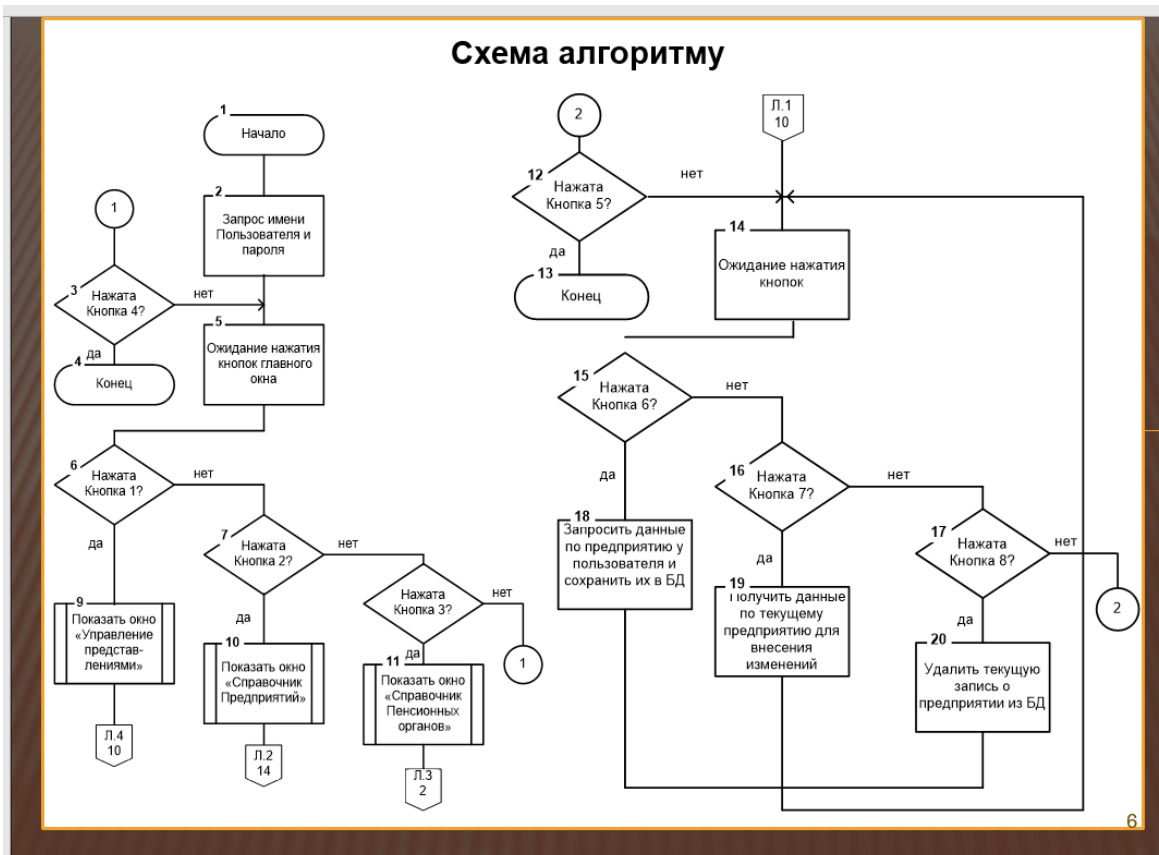 Схема алгоритму
1
Начало
2
Запрос имени
Пользователя и
пароля
1
3
Нажата
Кнопка 4?
нет
да
4
Конец
5
Ожидание нажатия
кнопок главного
окна
6
Нажата
Кнопка 1?
нет
да
7
Нажата
Кнопка 2?
нет
да
Нажата
Кнопка 3?
нет
да
1
9
Показать окно
«Управление
представ-
лениями»
10
Показать окно
«Справочник
Предприятий»
11
Показать окно
«Справочник
Пенсионных
органов»
Л.4
10
Л.2
14
Л.3
2
2
12
Нажата
Кнопка 5?
нет
да
13
Конец
Л.1
10
14
Ожидание нажатия
кнопок
15
Нажата
Кнопка 6?
нет
да
16
Нажата
Кнопка 7?
нет
да
17
Нажата
Кнопка 8?
нет
да
2
18
Запросить данные
по предприятию у
пользователя и
сохранить их в БД
19
Получить данные
по текущему
предприятию для
внесения
изменений
20
Удалить текущую
запись о
предприятии из БД
6